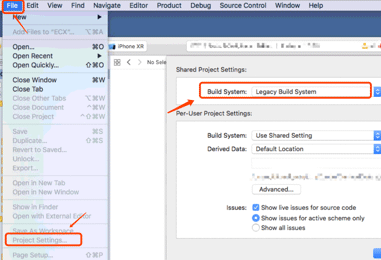 File Edit View Find Navigate Editor Product Debug Source Control Window Help
New
Add Files to "ECX"... ⌥⌘A
Open... ⌘O
Open Recent
Open Quickly... ⇧⌘O
Close Window ⌘W
Close Tab
Close Other Tabs
Close Document
Close Project
Save ⌘S
Duplicate... ⇧⌘S
Revert to Saved...
Unlock...
Export...
Open in New Tab
Open in New Window
Show in Finder
Open with External Editor
Save As Workspace...
Project Settings...
Page Setup... ⇧⌘P
iPhone XR
No Selec
Shared Project Settings:
Build System: Legacy Build System
Per-User Project Settings:
Build System: Use Shared Setting
Derived Data: Default Location
Advanced...
Issues: Show live issues for source code
Show issues for active scheme only
Show all issues